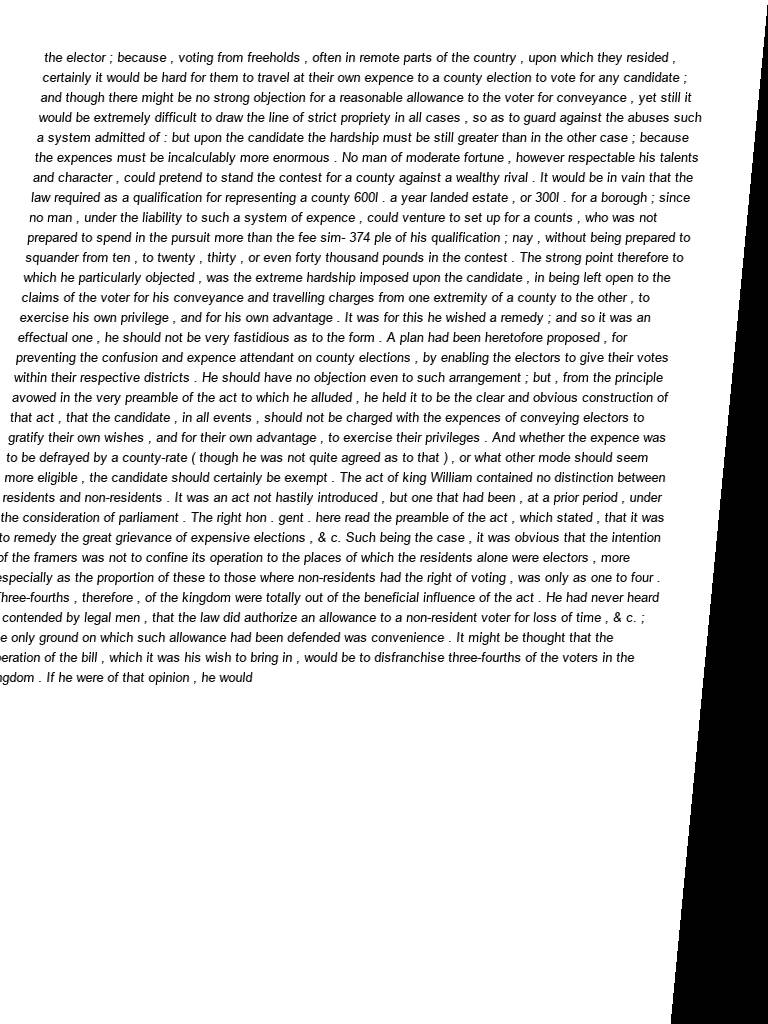 the elector ; because , voting from freeholds , often in remote parts of the country , upon which they resided ,
certainly it would be hard for them to travel at their own expence to a county election to vote for any candidate ;
and though there might be no strong objection for a reasonable allowance to the voter for conveyance , yet still it
would be extremely difficult to draw the line of strict propriety in all cases , so as to guard against the abuses such
a system admitted of : but upon the candidate the hardship must be still greater than in the other case ; because
the expences must be incalculably more enormous . No man of moderate fortune , however respectable his talents
and character , could pretend to stand the contest for a county against a wealthy rival . It would be in vain that the
law required as a qualification for representing a county 600l . a year landed estate , or 300l . for a borough ; since
no man , under the liability to such a system of expence , could venture to set up for a counts , who was not
prepared to spend in the pursuit more than the fee sim- 374 ple of his qualification ; nay , without being prepared to
squander from ten , to twenty , thirty , or even forty thousand pounds in the contest . The strong point therefore to
which he particularly objected , was the extreme hardship imposed upon the candidate , in being left open to the
claims of the voter for his conveyance and travelling charges from one extremity of a county to the other , to
exercise his own privilege , and for his own advantage . It was for this he wished a remedy ; and so it was an
effectual one , he should not be very fastidious as to the form . A plan had been heretofore proposed , for
preventing the confusion and expence attendant on county elections , by enabling the electors to give their votes
within their respective districts . He should have no objection even to such arrangement ; but , from the principle
avowed in the very preamble of the act to which he alluded , he held it to be the clear and obvious construction of
that act , that the candidate , in all events , should not be charged with the expences of conveying electors to
gratify their own wishes , and for their own advantage , to exercise their privileges . And whether the expence was
to be defrayed by a county-rate ( though he was not quite agreed as to that ) , or what other mode should seem
more eligible , the candidate should certainly be exempt . The act of king William contained no distinction between
residents and non-residents . It was an act not hastily introduced , but one that had been , at a prior period , under
the consideration of parliament . The right hon . gent . here read the preamble of the act , which stated , that it was
to remedy the great grievance of expensive elections , & c. Such being the case , it was obvious that the intention
of the framers was not to confine its operation to the places of which the residents alone were electors , more
especially as the proportion of these to those where non-residents had the right of voting , was only as one to four .
Three-fourths , therefore , of the kingdom were totally out of the beneficial influence of the act . He had never heard
contended by legal men , that the law did authorize an allowance to a non-resident voter for loss of time , & c. ;
only ground on which such allowance had been defended was convenience . It might be thought that the
of the bill , which it was his wish to bring in , would be to disfranchise three-fourths of the voters in the
. If he were of that opinion , he would